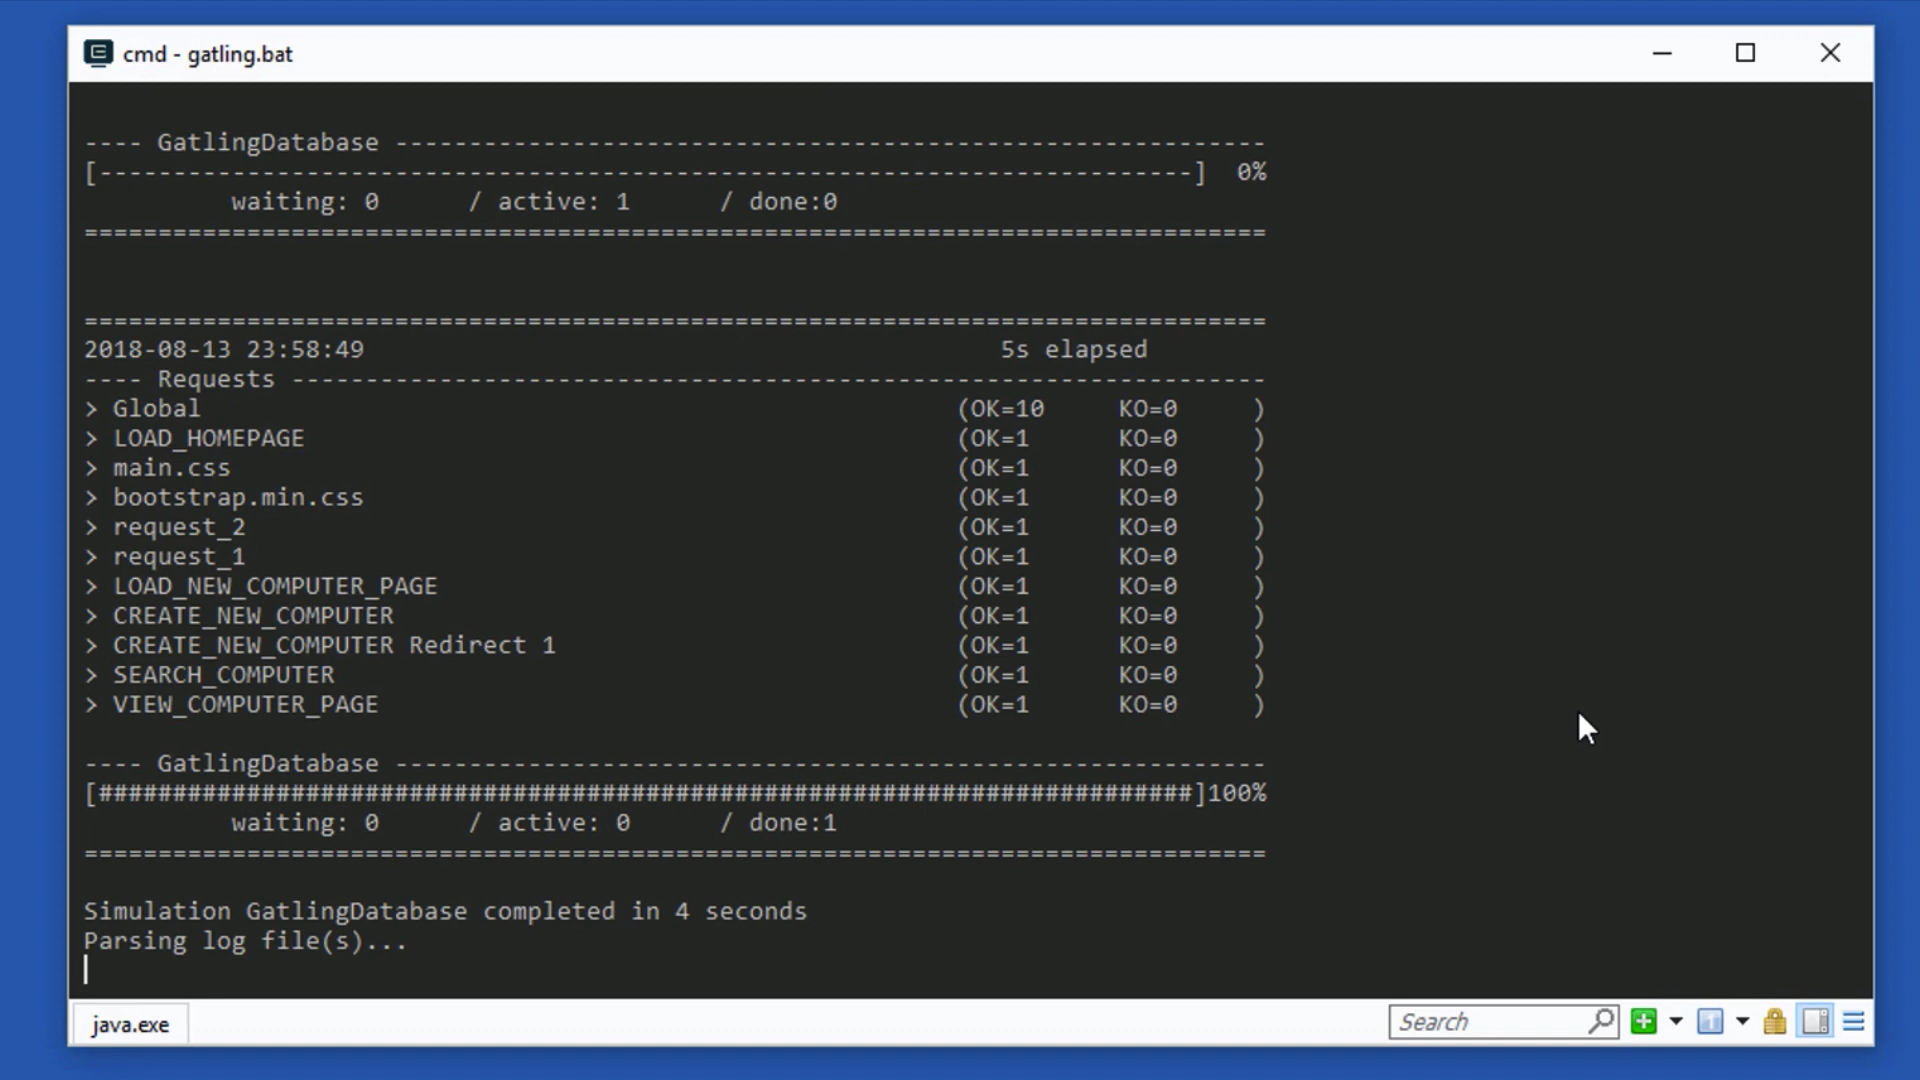 cmd - gatling.bat
---- GatlingDatabase -----------------------------------------------------------
[--------------------------------------------------------------------------]  0%
          waiting: 0      / active: 1      / done:0
================================================================================
================================================================================
2018-08-13 23:58:49                                           5s elapsed
---- Requests ------------------------------------------------------------------
> Global                                                   (OK=10     KO=0     )
> LOAD_HOMEPAGE                                            (OK=1      KO=0     )
> main.css                                                 (OK=1      KO=0     )
> bootstrap.min.css                                        (OK=1      KO=0     )
> request_2                                                (OK=1      KO=0     )
> request_1                                                (OK=1      KO=0     )
> LOAD_NEW_COMPUTER_PAGE                                   (OK=1      KO=0     )
> CREATE_NEW_COMPUTER                                      (OK=1      KO=0     )
> CREATE_NEW_COMPUTER Redirect 1                           (OK=1      KO=0     )
> SEARCH_COMPUTER                                          (OK=1      KO=0     )
> VIEW_COMPUTER_PAGE                                       (OK=1      KO=0     )
---- GatlingDatabase -----------------------------------------------------------
[##########################################################################]100%
          waiting: 0      / active: 0      / done:1
================================================================================
Simulation GatlingDatabase completed in 4 seconds
Parsing log file(s)...
java.exe
Search
1